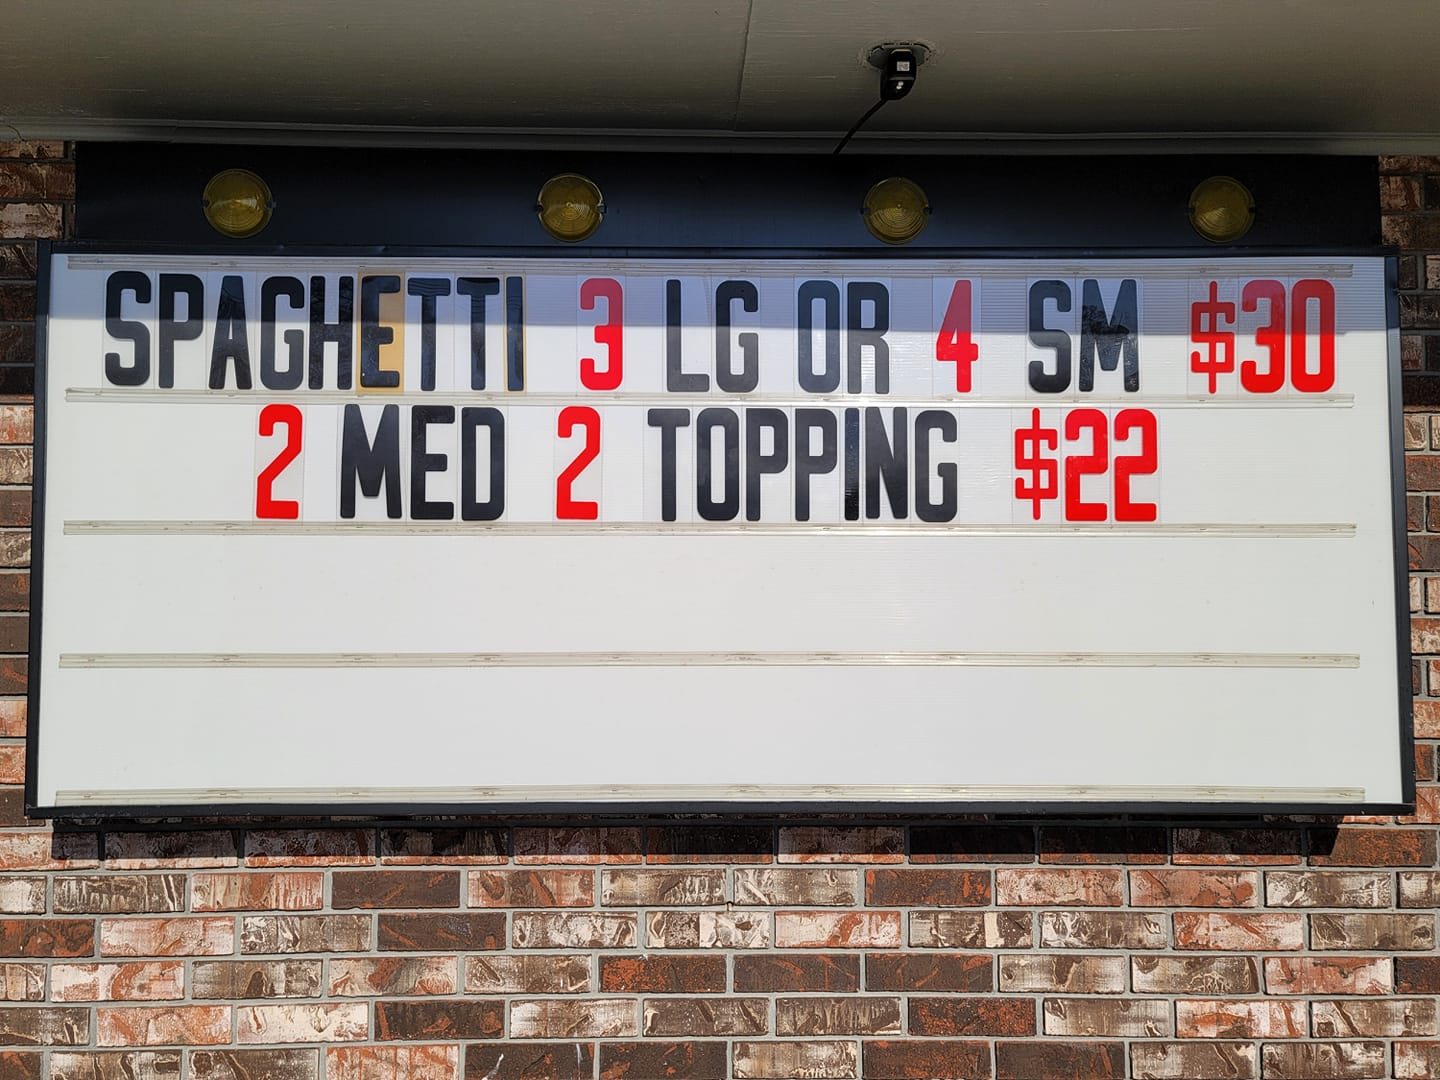 SPAGHETTI 3 LG OR 4 SM $30
2 MED 2 TOPPING $22